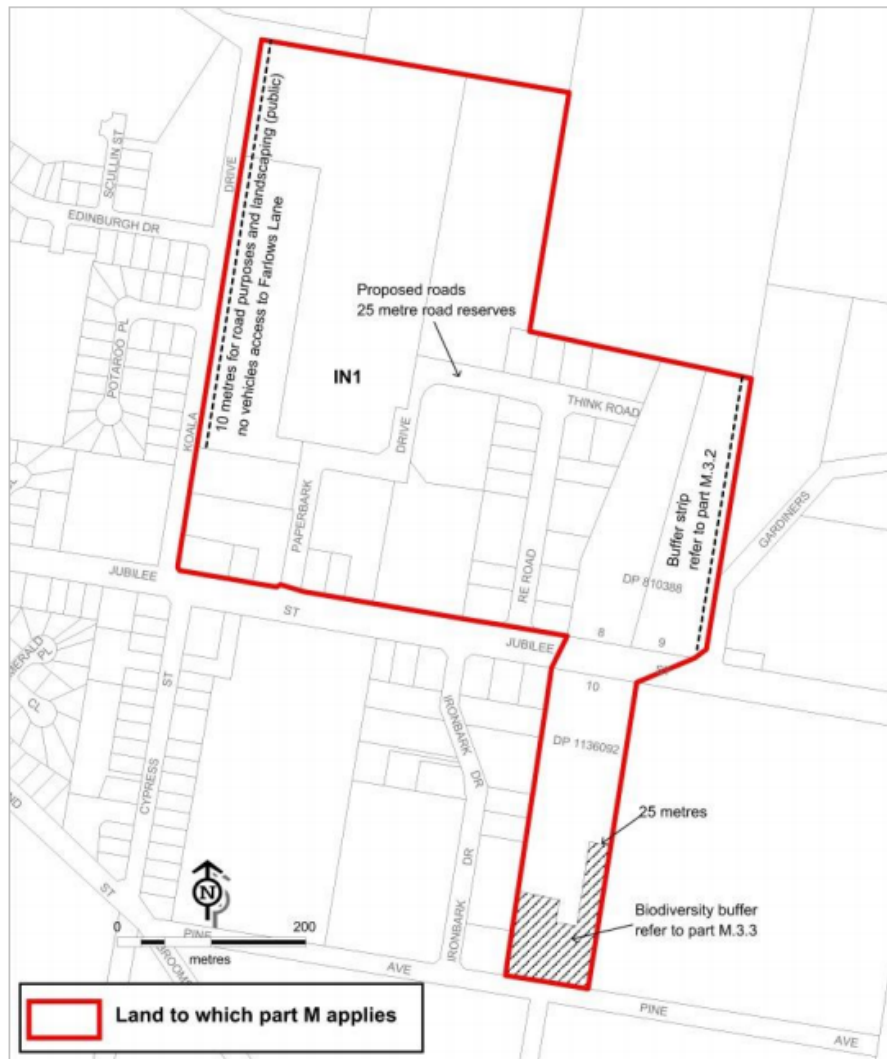 SCULLIN ST
EDINBURGH DR
DRIVE
10 metres for road purposes and landscaping (public)
no vehicles access to Farlows Lane
Proposed roads
25 metre road reserves
POTAROO PL
IN1
THINK ROAD
KOALA
DRIVE
PAPERBARK
Buffer strip
refer to part M.3.2
GARDINERS
CL
JUBILEE
ST
RE ROAD
DP 810388
8
9
JUBILEE
10
PL
CL
ST
IRONBARK
DR
DP 1136092
CYPRESS
25 metres
ST
N
DR
Biodiversity buffer
refer to part M.3.3
0
200
metres
PINE
AVE
IRONBARK
PINE
AVE
Land to which part M applies